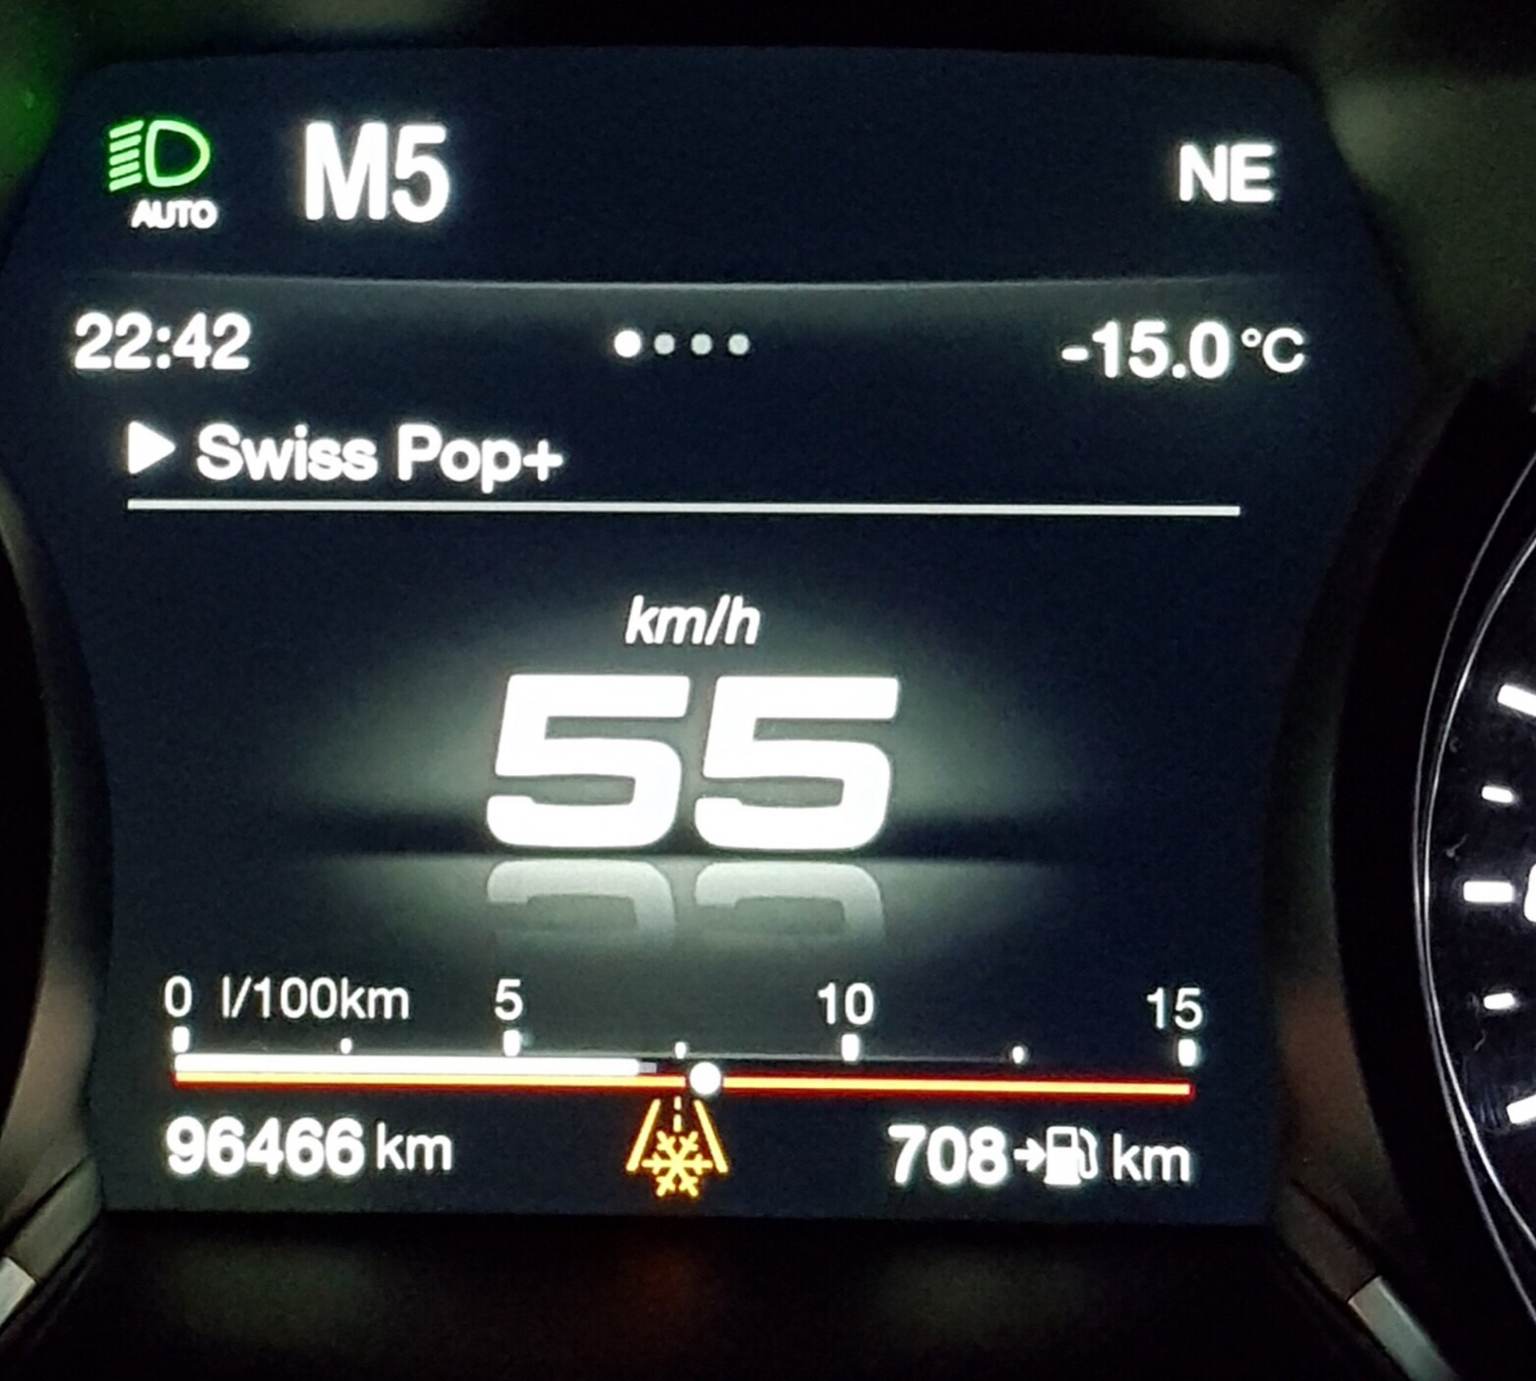 AUTO M5 NE
22:42 -15.0 °C
Swiss Pop+
km/h
55
0 l/100km 5 10 15
96466 km 708 km